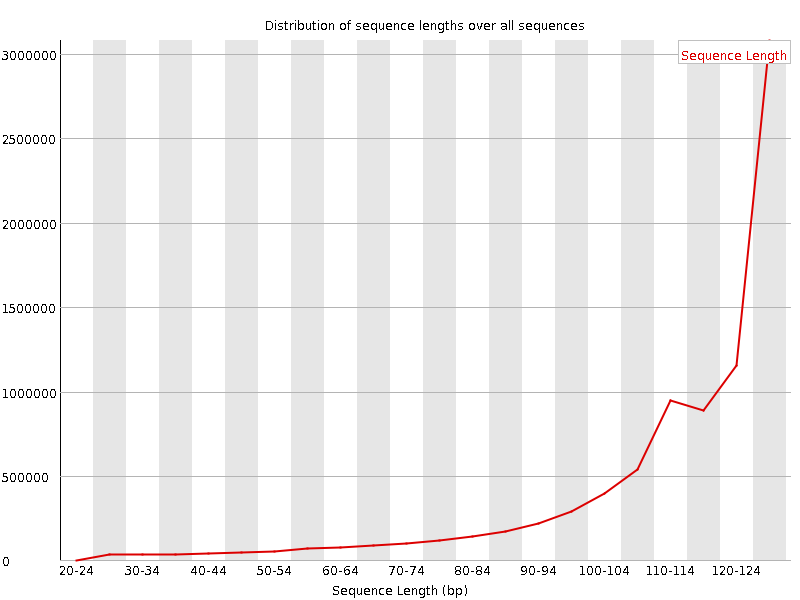 Distribution of sequence lengths over all sequences
Sequence Length
3000000
2500000
2000000
1500000
1000000
500000
0
20-24 30-34 40-44 50-54 60-64 70-74 80-84 90-94 100-104 110-114 120-124
Sequence Length (bp)